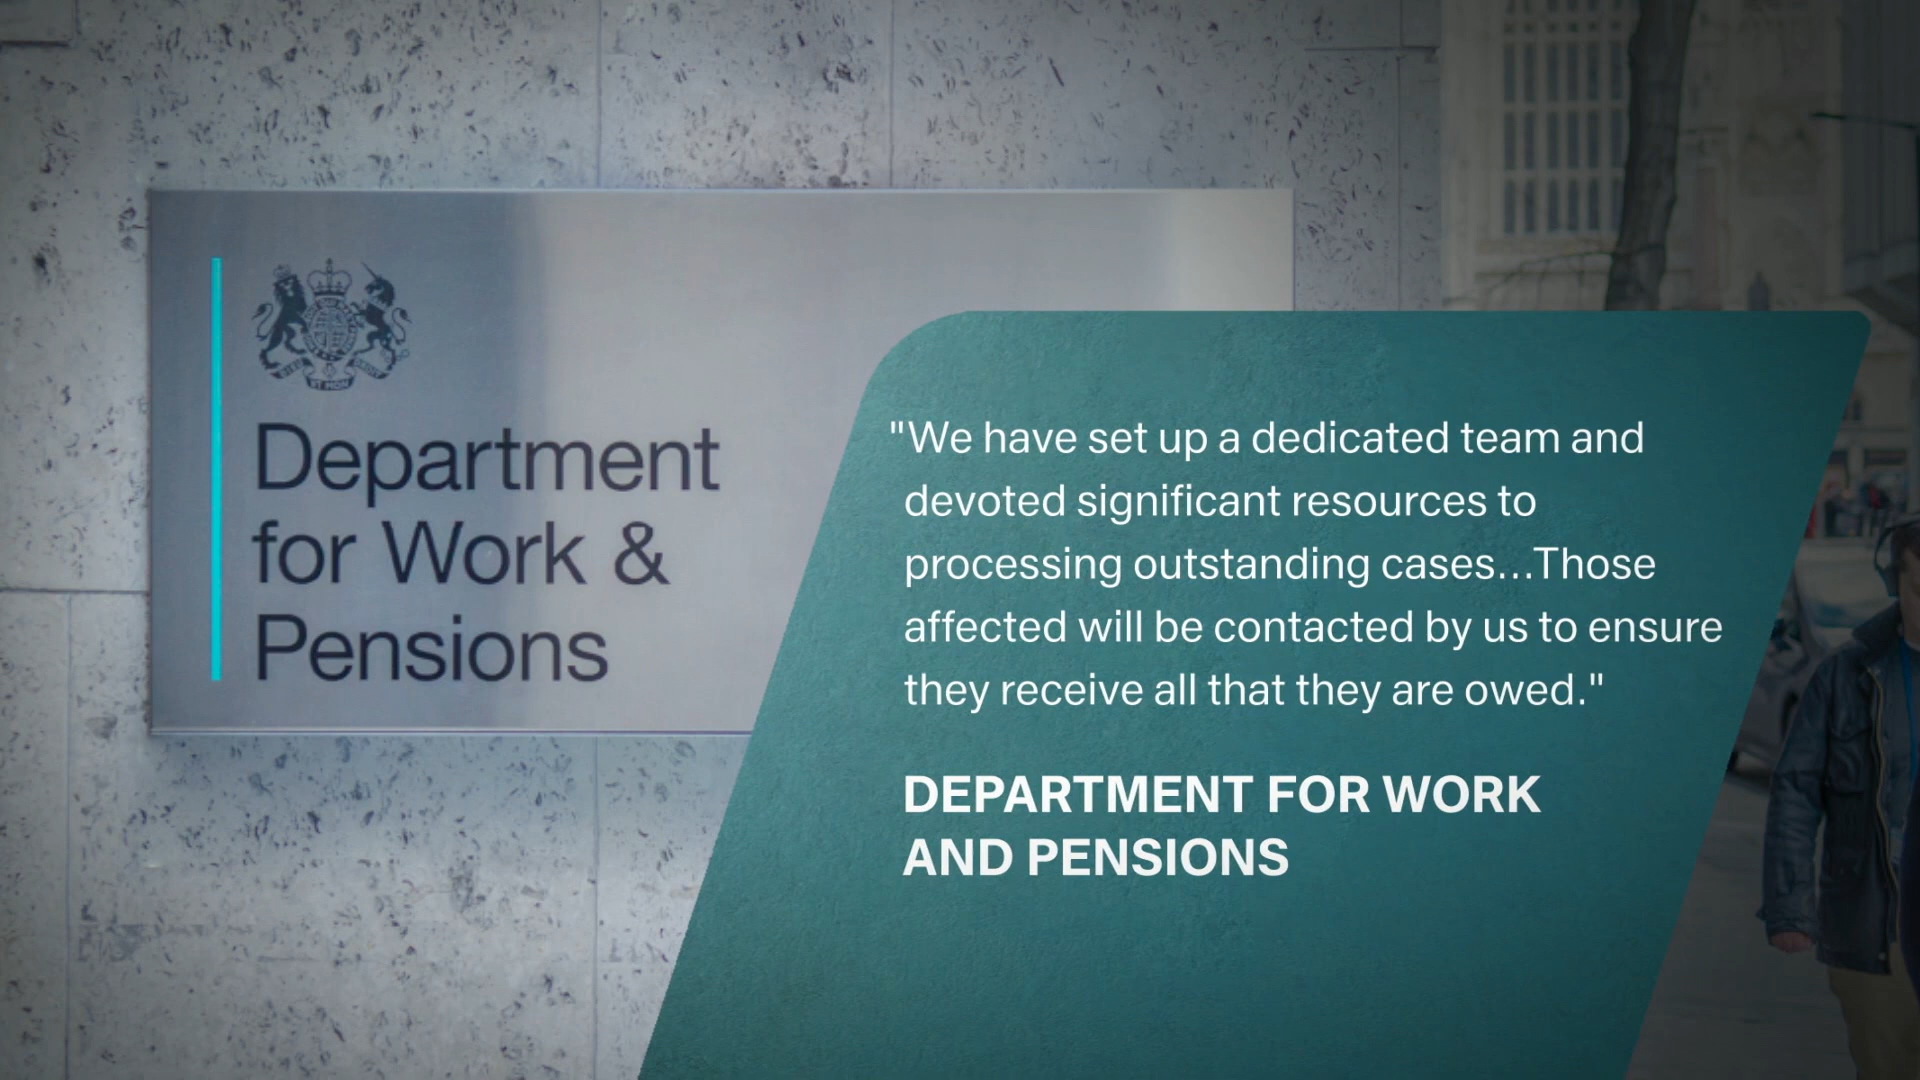 Department
for Work &
Pensions
"We have set up a dedicated team and
devoted significant resources to
processing outstanding cases...Those
affected will be contacted by us to ensure
they receive all that they are owed."
DEPARTMENT FOR WORK
AND PENSIONS